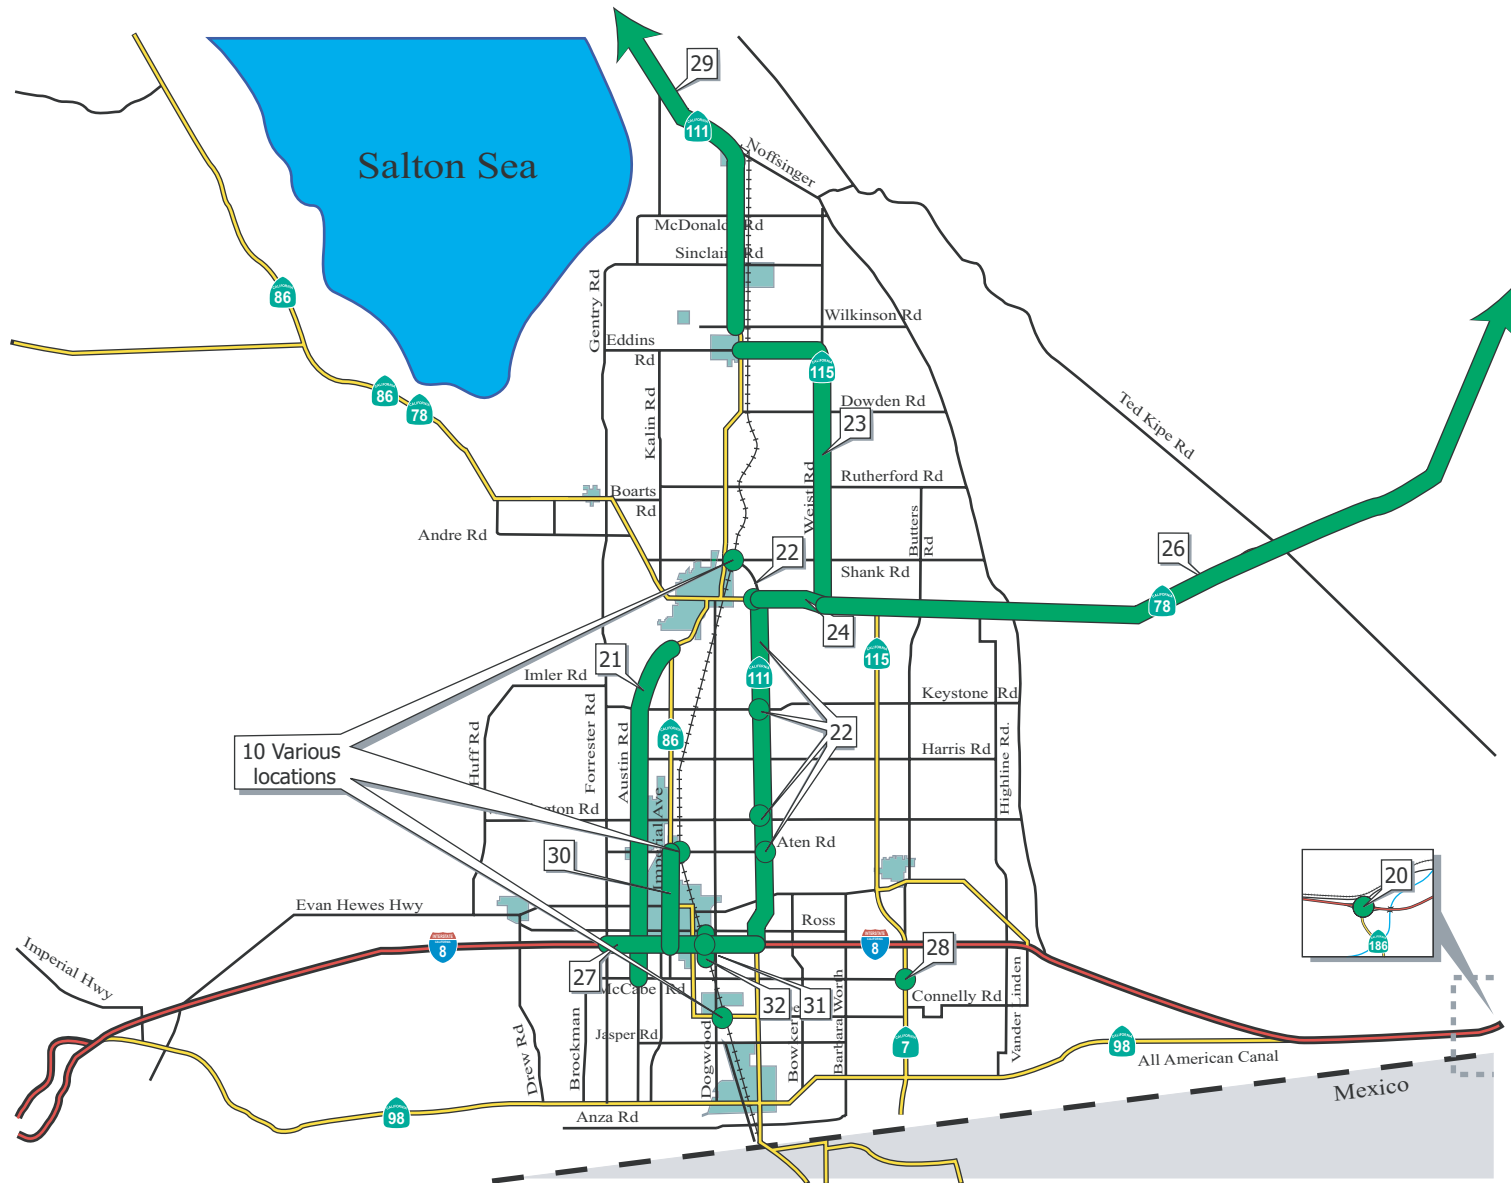 29
CALIFORNIA
111
Noffsinger
Salton Sea
McDonald Rd
Sinclair Rd
Gentry Rd
86
Wilkinson Rd
Eddins
Rd
115
86
78
Dowden Rd
Kalin Rd
23
Ted Kipe Rd
Boarts
Rd
Rutherford Rd
Weist Rd
Andre Rd
Butters
Rd
22
26
Shank Rd
78
24
21
115
Imler Rd
111
Keystone Rd
Forrester Rd
Austin Rd
86
22
Huff Rd
Harris Rd
Highline Rd.
10 Various
locations
Imperial Ave
Aten Rd
30
20
186
Evan Hewes Hwy
Ross
INTERSTATE
8
INTERSTATE
8
28
Imperial Hwy
27
McCabe Rd
32
31
Connelly Rd
Vander Linden
Drew Rd
Brockman
Jasper Rd
Dogwood
Bowker
Barbara Worth
7
98
All American Canal
Mexico
98
Anza Rd